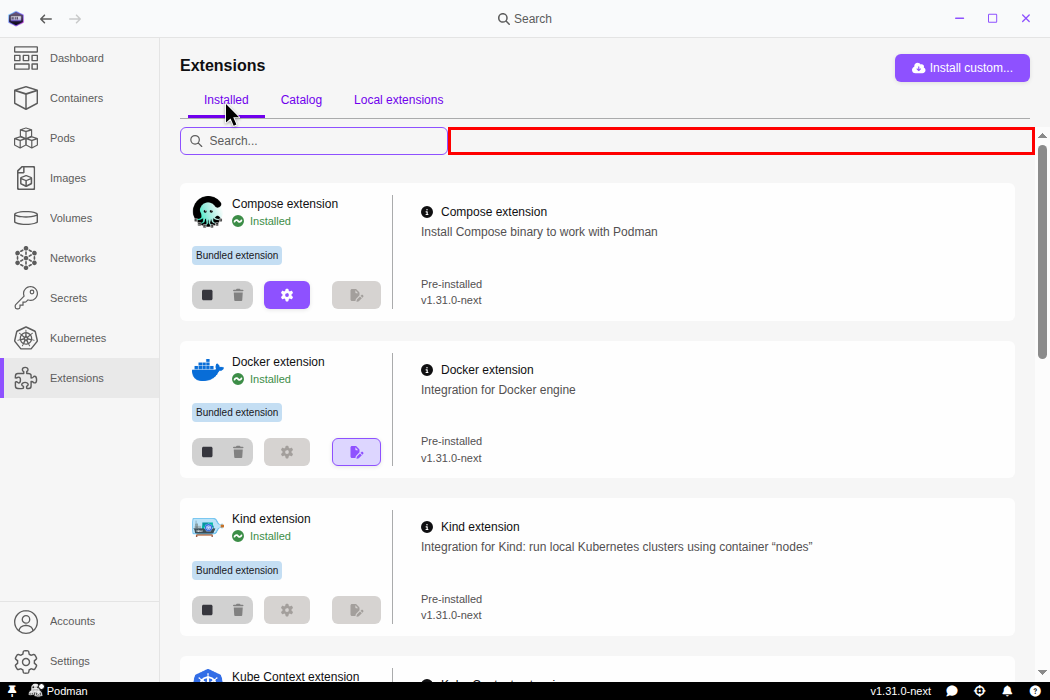 Search
Dashboard
Containers
Pods
Images
Volumes
Networks
Secrets
Kubernetes
Extensions
Accounts
Settings
Extensions
Install custom...
Installed
Catalog
Local extensions
Search...
Compose extension
Installed
Bundled extension
Compose extension
Install Compose binary to work with Podman
Pre-installed
v1.31.0-next
Docker extension
Installed
Bundled extension
Docker extension
Integration for Docker engine
Pre-installed
v1.31.0-next
Kind extension
Installed
Bundled extension
Kind extension
Integration for Kind: run local Kubernetes clusters using container “nodes”
Pre-installed
v1.31.0-next
Kube Context extension
Podman
v1.31.0-next